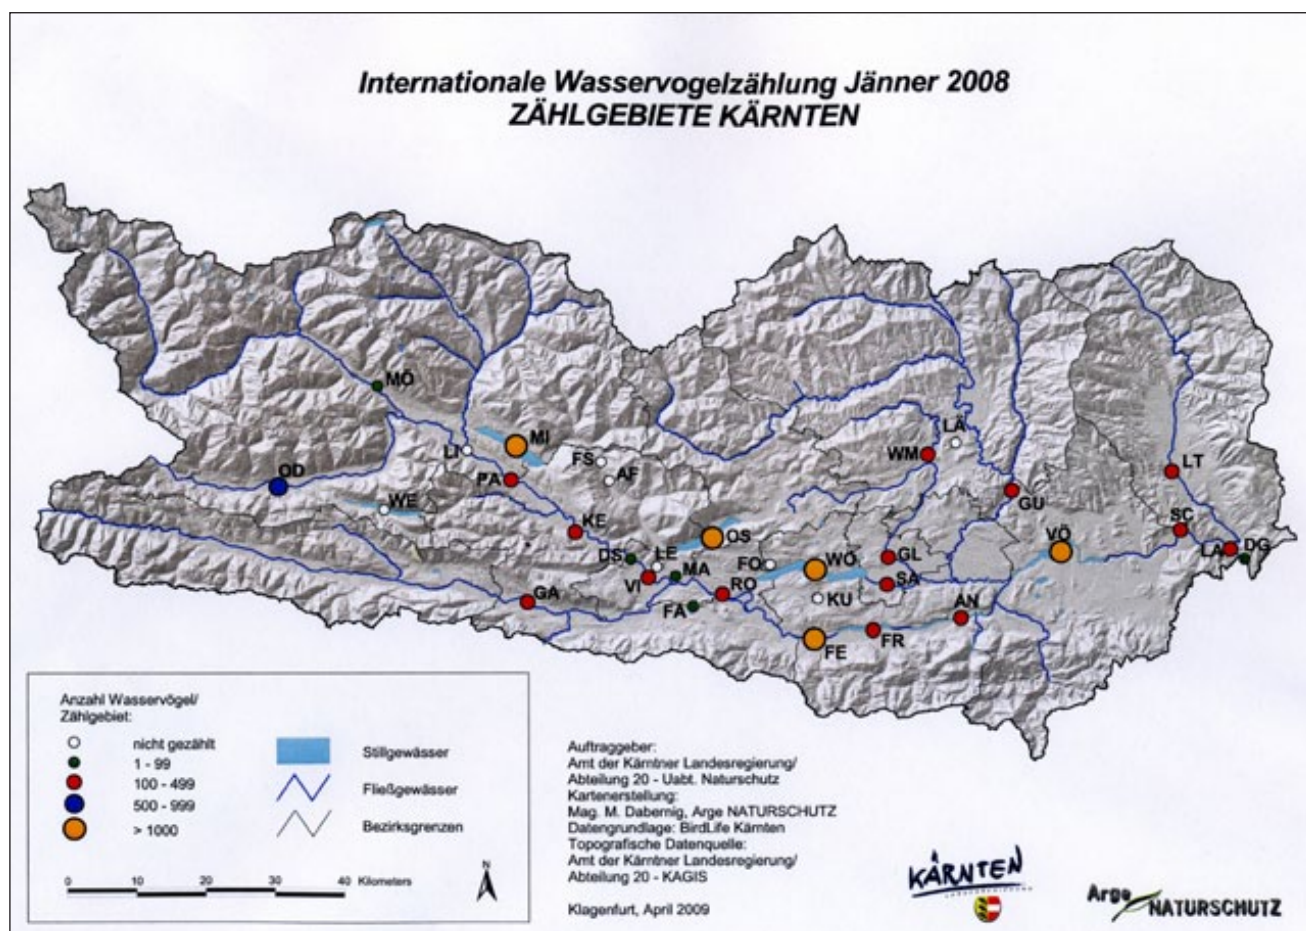 Internationale Wasservogelzählung Jänner 2008
ZÄHLGEBIETE KÄRNTEN
MÖ
LI
MI
FS
AF
LÄ
WM
LT
OD
WE
PA
GU
KE
OS
SC
VÖ
DS
LE
FO
WÖ
GL
LA
DG
VI
MA
GA
RO
SA
KU
FA
AN
FE
FR
Anzahl Wasservögel/
Zählgebiet:
nicht gezählt
1 - 99
100 - 499
500 - 999
> 1000
Stillgewässer
Fließgewässer
Bezirksgrenzen
0 10 20 30 40 Kilometers
N
Auftraggeber:
Amt der Kärntner Landesregierung/
Abteilung 20 - Uabt. Naturschutz
Kartenerstellung:
Mag. M. Dabernig, Arge NATURSCHUTZ
Datengrundlage: BirdLife Kärnten
Topografische Datenquelle:
Amt der Kärntner Landesregierung/
Abteilung 20 - KAGIS
Klagenfurt, April 2009
KÄRNTEN
Arge NATURSCHUTZ